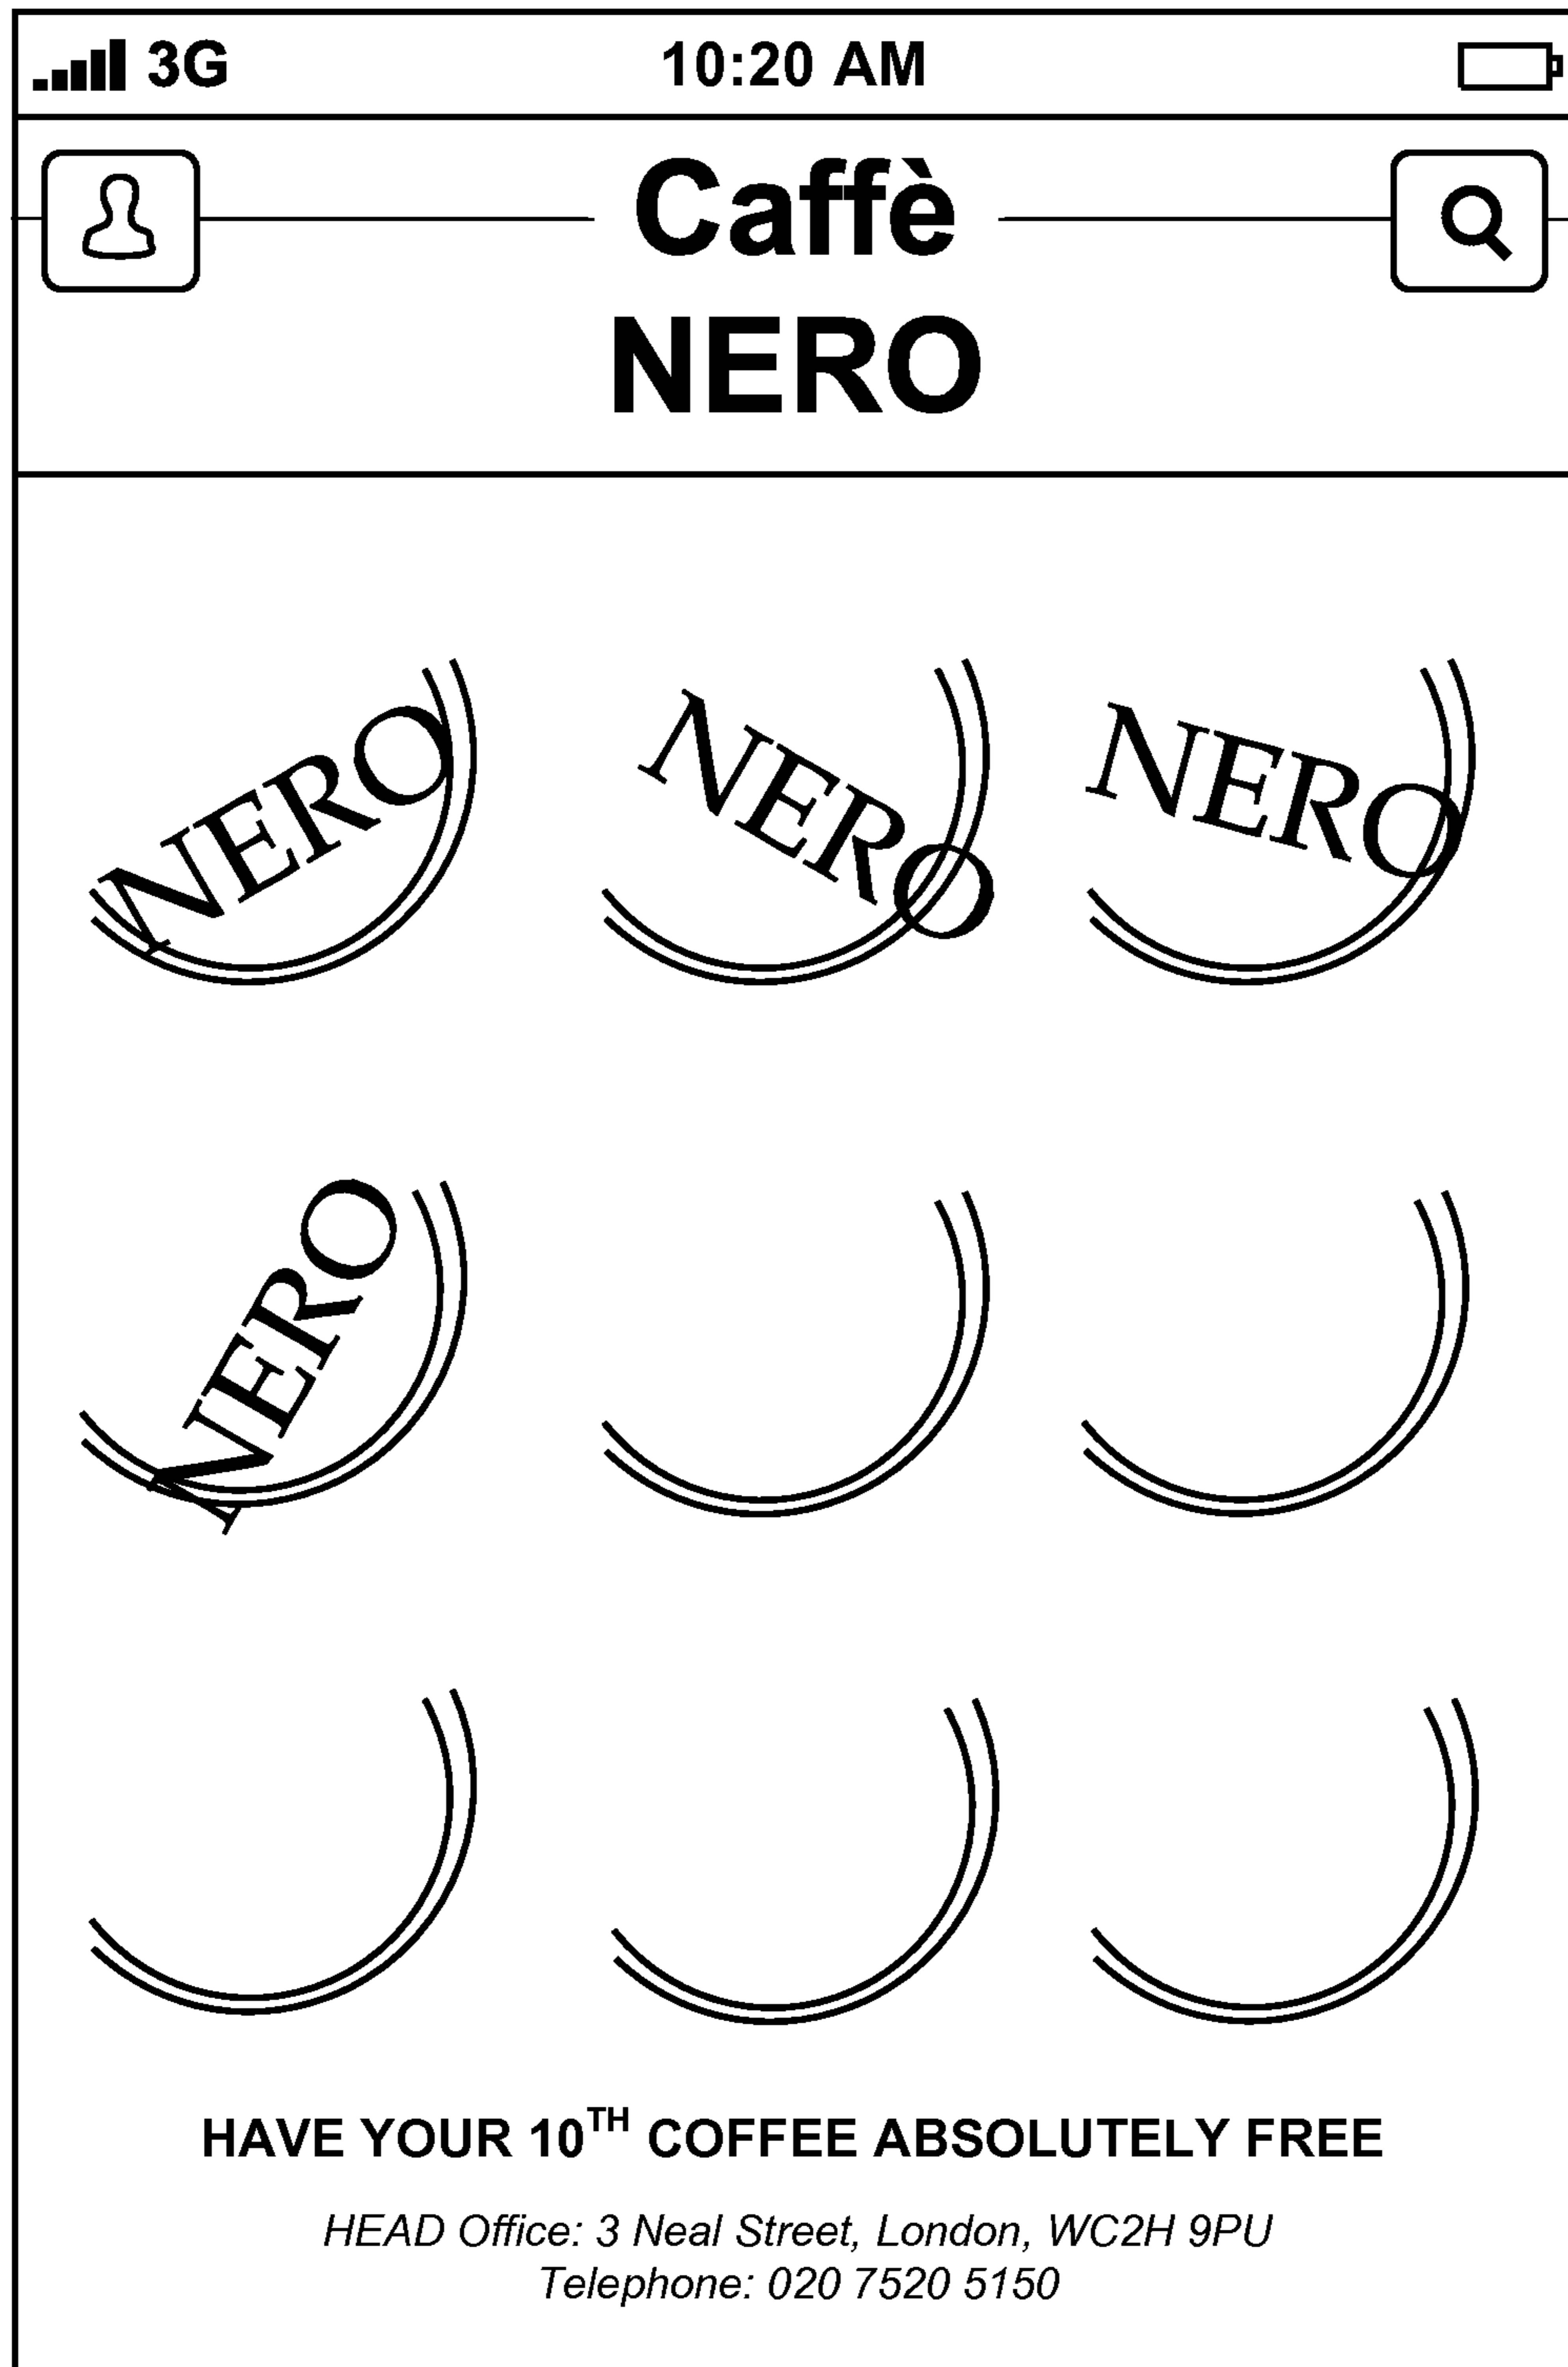 3G 10:20 AM
Caffè
NERO
NERO NERO NERO
NERO
HAVE YOUR 10TH COFFEE ABSOLUTELY FREE
HEAD Office: 3 Neal Street, London, WC2H 9PU
Telephone: 020 7520 5150